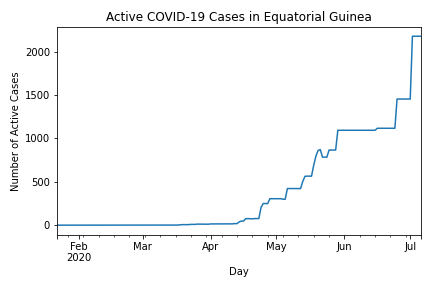 Active COVID-19 Cases in Equatorial Guinea
Number of Active Cases
2000
1500
1000
500
0
Feb
2020
Mar
Apr
May
Jun
Jul
Day